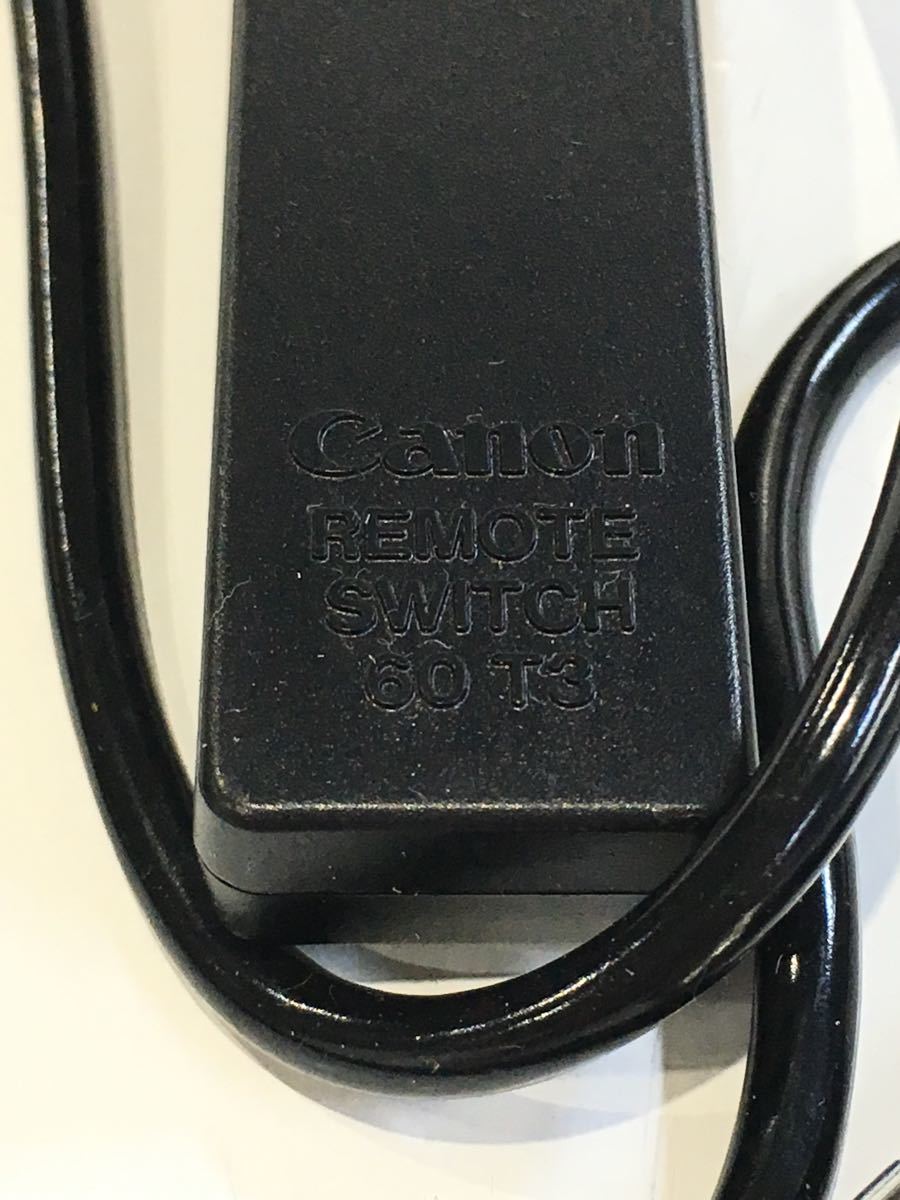 Canon
REMOTE
SWITCH
60 T3